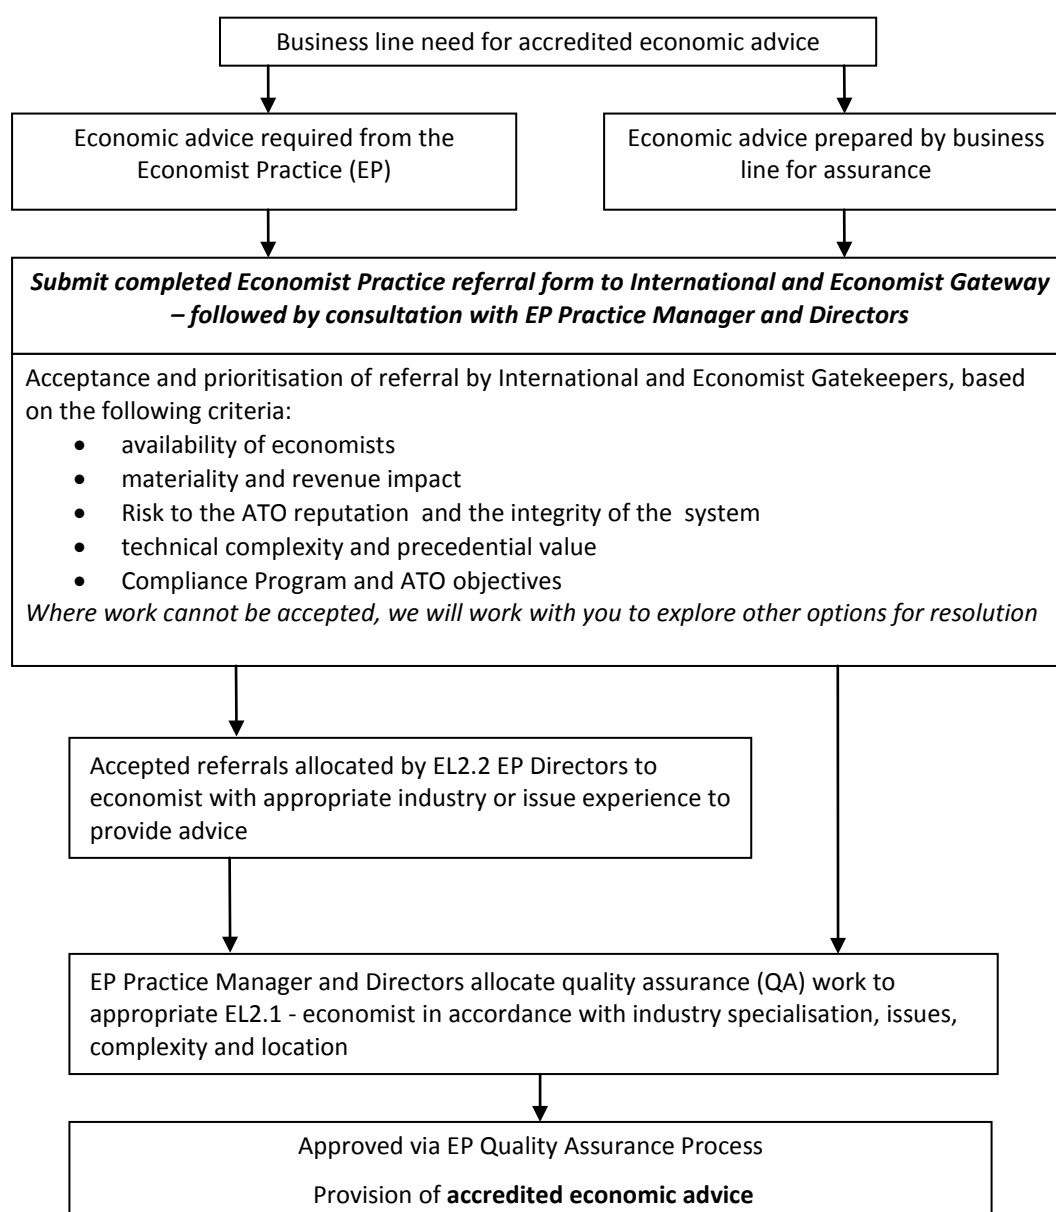 Business line need for accredited economic advice
Economic advice required from the
Economist Practice (EP)
Economic advice prepared by business
line for assurance
Submit completed Economist Practice referral form to International and Economist Gateway
– followed by consultation with EP Practice Manager and Directors
Acceptance and prioritisation of referral by International and Economist Gatekeepers, based
on the following criteria:
• availability of economists
• materiality and revenue impact
• Risk to the ATO reputation and the integrity of the system
• technical complexity and precedential value
• Compliance Program and ATO objectives
Where work cannot be accepted, we will work with you to explore other options for resolution
Accepted referrals allocated by EL2.2 EP Directors to
economist with appropriate industry or issue experience to
provide advice
EP Practice Manager and Directors allocate quality assurance (QA) work to
appropriate EL2.1 - economist in accordance with industry specialisation, issues,
complexity and location
Approved via EP Quality Assurance Process
Provision of accredited economic advice